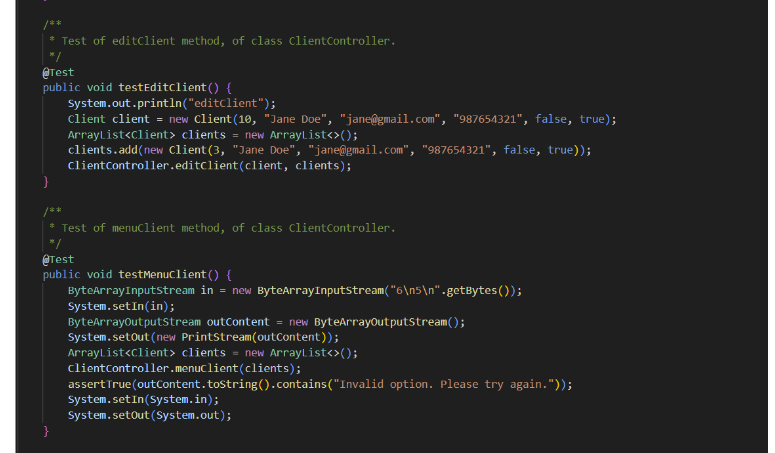 /**
* Test of editClient method, of class ClientController.
*/
@Test
public void testEditClient() {
System.out.println("editClient");
Client client = new Client(10, "Jane Doe", "jane@gmail.com", "987654321", false, true);
ArrayList<Client> clients = new ArrayList<>();
clients.add(new Client(3, "Jane Doe", "jane@gmail.com", "987654321", false, true));
ClientController.editClient(client, clients);
}
/**
* Test of menuClient method, of class ClientController.
*/
@Test
public void testMenuClient() {
ByteArrayInputStream in = new ByteArrayInputStream("6\n5\n".getBytes());
System.setIn(in);
ByteArrayOutputStream outContent = new ByteArrayOutputStream();
System.setOut(new PrintStream(outContent));
ArrayList<Client> clients = new ArrayList<>();
ClientController.menuClient(clients);
assertTrue(outContent.toString().contains("Invalid option. Please try again."));
System.setIn(System.in);
System.setOut(System.out);
}